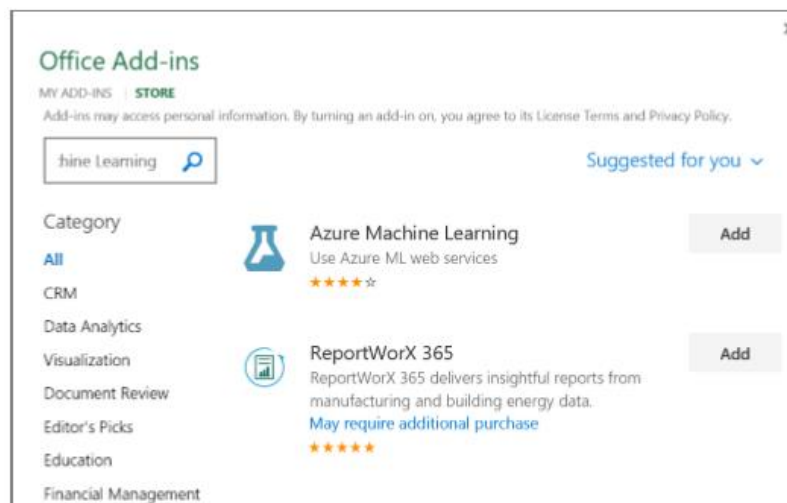 Office Add-ins
MY ADD-INS | STORE
Add-ins may access personal information. By turning an add-in on, you agree to its License Terms and Privacy Policy.
hine Learning
Suggested for you
Category
All
CRM
Data Analytics
Visualization
Document Review
Editor's Picks
Education
Financial Management
Azure Machine Learning
Use Azure ML web services
Add
ReportWorX 365
ReportWorX 365 delivers insightful reports from
manufacturing and building energy data.
May require additional purchase
Add